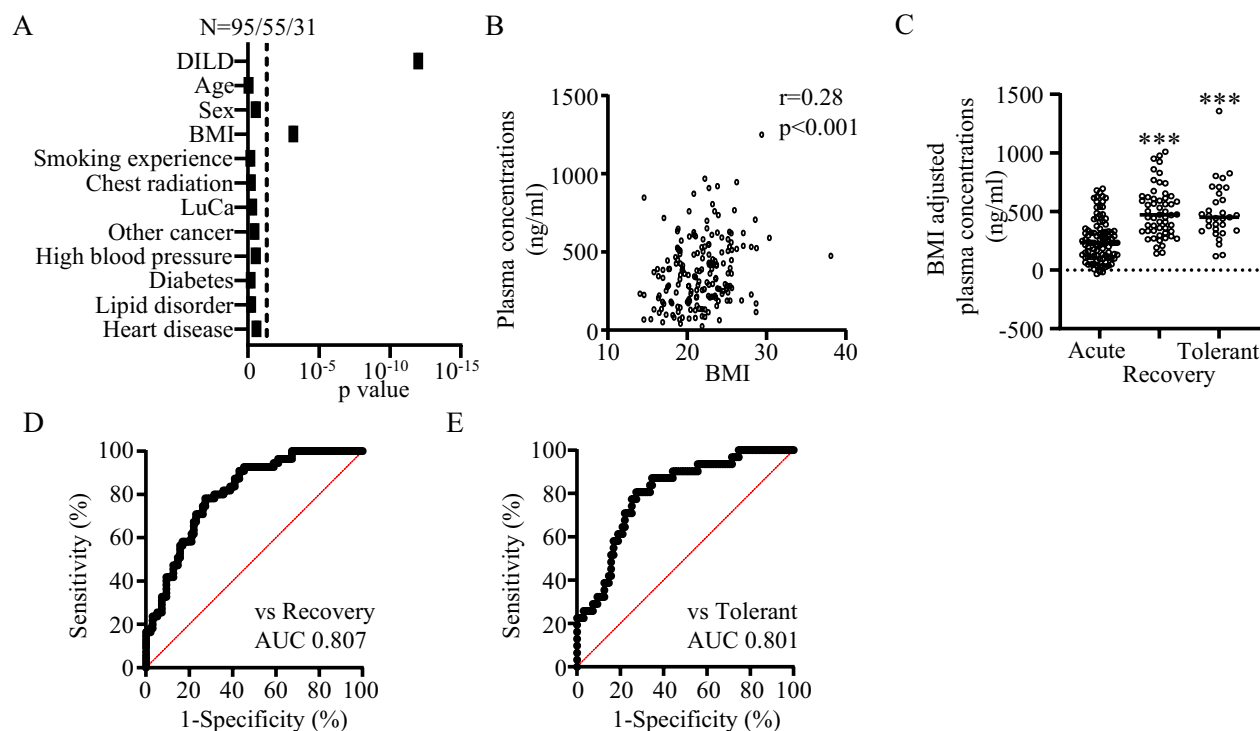 A
N=95/55/31
DILD
Age
Sex
BMI
Smoking experience
Chest radiation
LuCa
Other cancer
High blood pressure
Diabetes
Lipid disorder
Heart disease
0 10-5 10-10 10-15
p value
B
Plasma concentrations
(ng/ml)
1500
1000
500
0
r=0.28
p<0.001
10 20 30 40
BMI
C
BMI adjusted
plasma concentrations
(ng/ml)
1500
1000
500
0
-500
***
***
Acute Tolerant
Recovery
D
Sensitivity (%)
100
80
60
40
20
0
vs Recovery
AUC 0.807
0 20 40 60 80 100
1-Specificity (%)
E
Sensitivity (%)
100
80
60
40
20
0
vs Tolerant
AUC 0.801
0 20 40 60 80 100
1-Specificity (%)